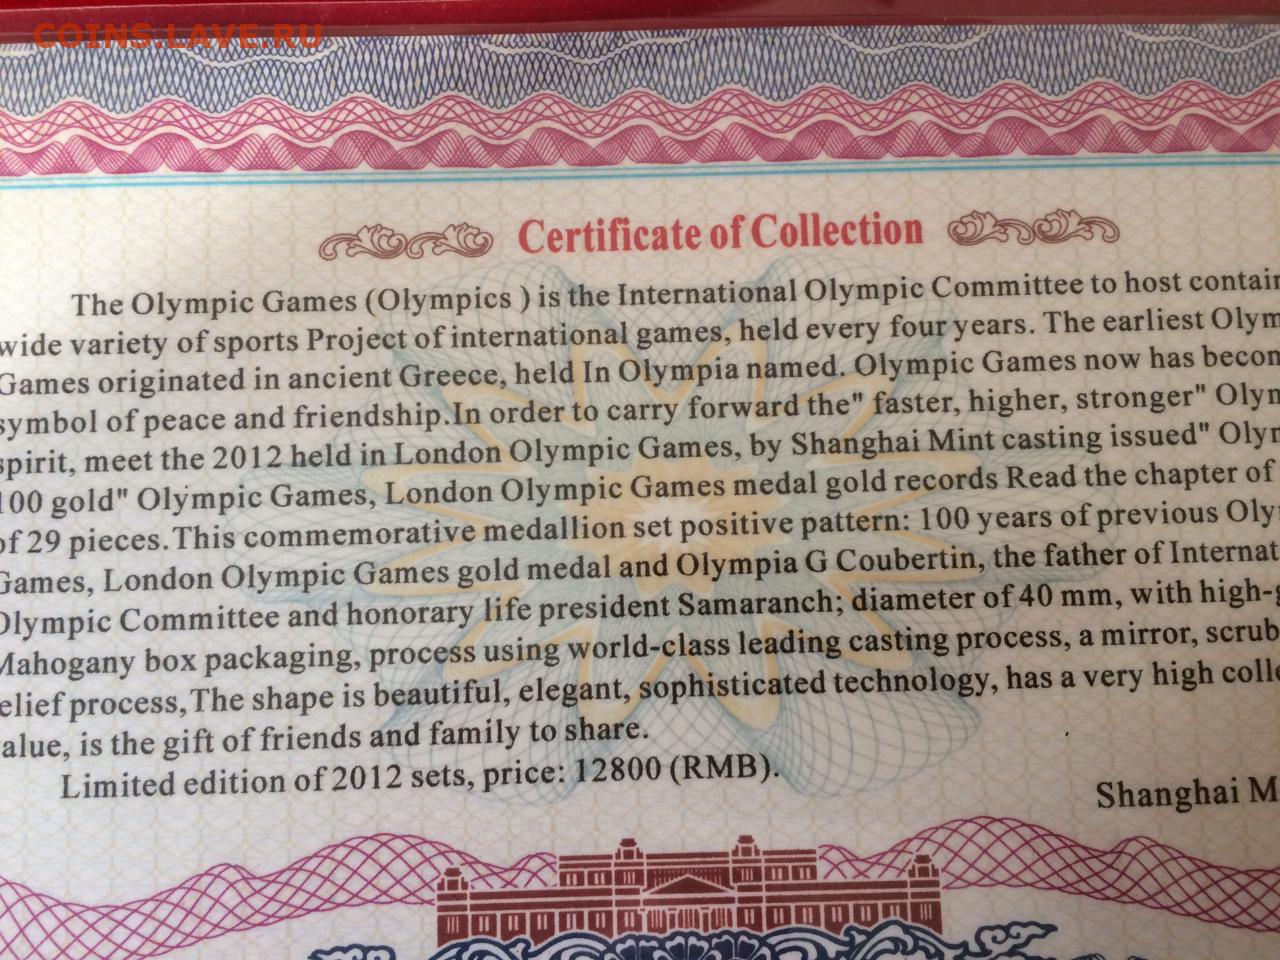 COINS.LAVE.RU
Certificate of Collection
The Olympic Games (Olympics ) is the International Olympic Committee to host contain
wide variety of sports Project of international games, held every four years. The earliest Olym
Games originated in ancient Greece, held In Olympia named. Olympic Games now has becom
symbol of peace and friendship.In order to carry forward the" faster, higher, stronger" Olym
spirit, meet the 2012 held in London Olympic Games, by Shanghai Mint casting issued" Olym
100 gold" Olympic Games, London Olympic Games medal gold records Read the chapter of
of 29 pieces.This commemorative medallion set positive pattern: 100 years of previous Olym
Games, London Olympic Games gold medal and Olympia G Coubertin, the father of Internat
Olympic Committee and honorary life president Samaranch; diameter of 40 mm, with high-g
Mahogany box packaging, process using world-class leading casting process, a mirror, scrub
elief process,The shape is beautiful, elegant, sophisticated technology, has a very high colle
alue, is the gift of friends and family to share.
Limited edition of 2012 sets, price: 12800 (RMB).
Shanghai M